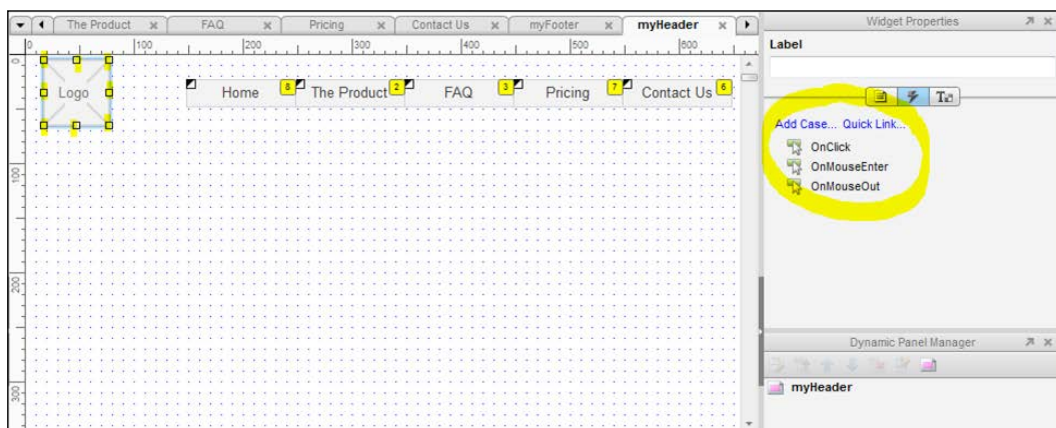 The Product FAQ Pricing Contact Us myFooter myHeader
Widget Properties
0 100 200 300 400 500 600
Label
Logo
Home 8 The Product 2 FAQ 3 Pricing 7 Contact Us 6
Add Case... Quick Link...
OnClick
OnMouseEnter
OnMouseOut
0
100
200
300
Dynamic Panel Manager
myHeader